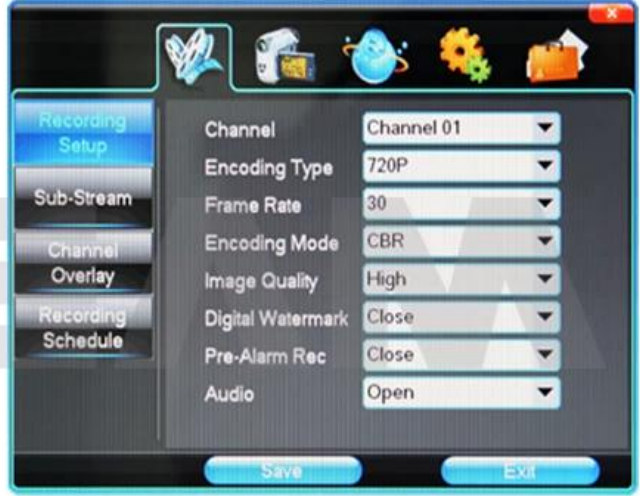 Recording
Setup
Sub-Stream
Channel
Overlay
Recording
Schedule
Channel Channel 01
Encoding Type 720P
Frame Rate 30
Encoding Mode CBR
Image Quality High
Digital Watermark Close
Pre-Alarm Rec Close
Audio Open
Save Exit